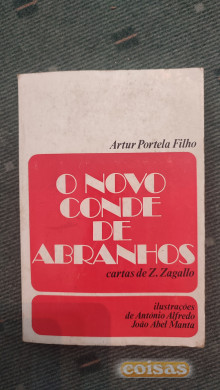 Artur Portela Filho
O NOVO
CONDE
DE
ABRANHOS
cartas de Z. Zagallo
ilustrações
de António Alfredo
João Abel Manta
coisas